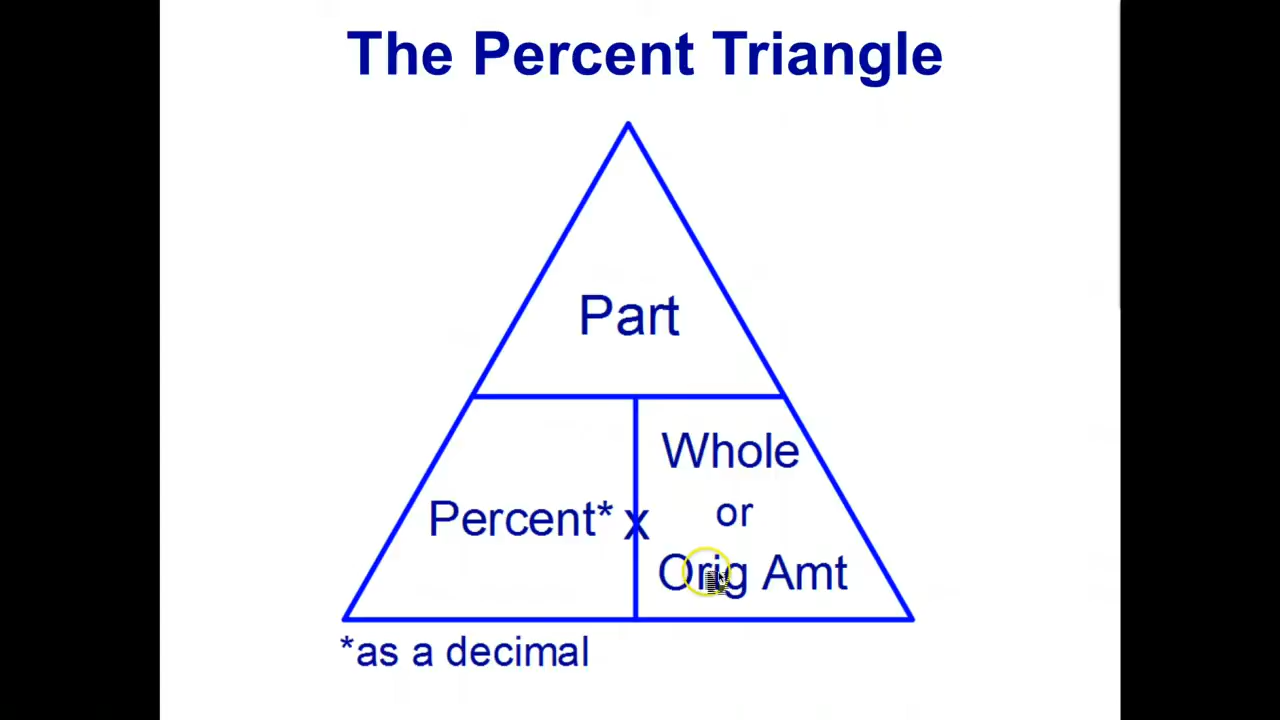 The Percent Triangle
Part
Whole
Percent* x or
Orig Amt
*as a decimal